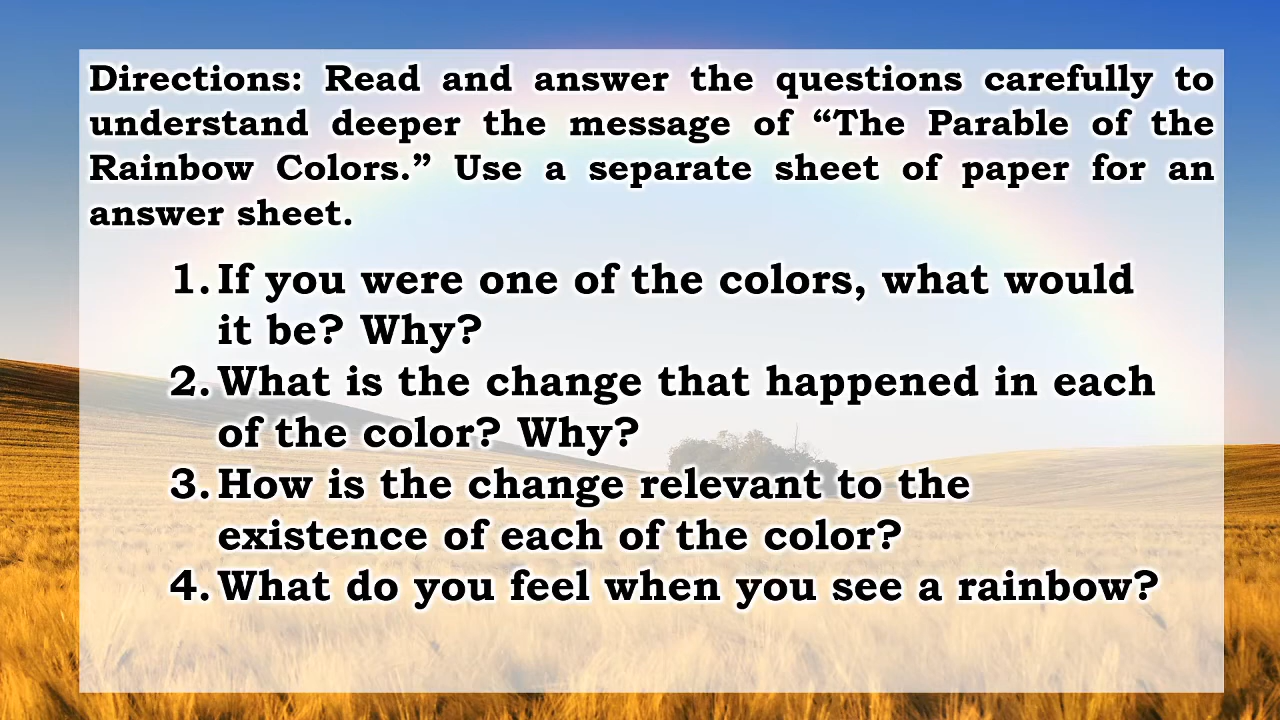 Directions: Read and answer the questions carefully to
understand deeper the message of “The Parable of the
Rainbow Colors.” Use a separate sheet of paper for an
answer sheet.
1. If you were one of the colors, what would
it be? Why?
2. What is the change that happened in each
of the color? Why?
3. How is the change relevant to the
existence of each of the color?
4. What do you feel when you see a rainbow?